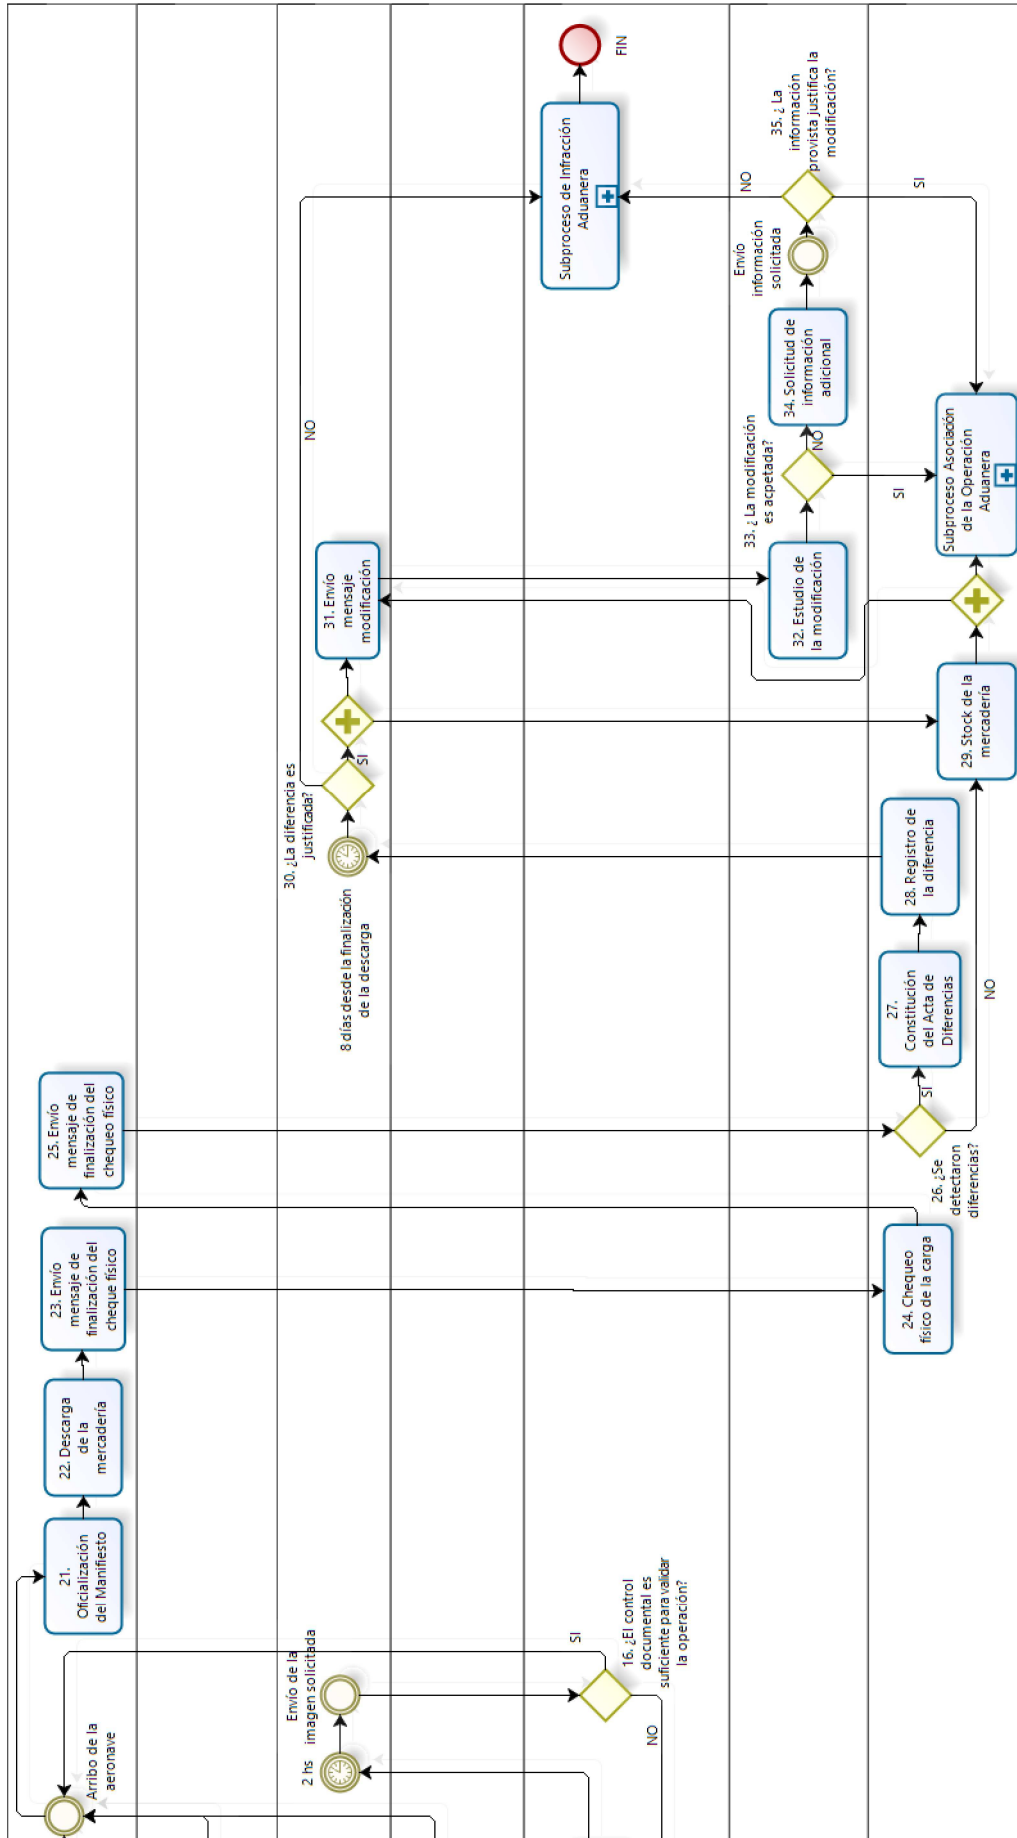 Arribo de la
aeronave
21.
Oficialización
del Manifiesto
22. Descarga
de la
mercadería
23. Envío
mensaje de
finalización del
cheque físico
25. Envío
mensaje de
finalización del
chequeo físico
2 hs
Envío de la
imagen solicitada
16. ¿El control
documental es
suficiente para validar
la operación?
SI
NO
24. Chequeo
físico de la carga
26. ¿Se
detectaron
diferencias?
SI
NO
27.
Constitución
del Acta de
Diferencias
28. Registro de
la diferencia
8 días desde la finalización
de la descarga
30. ¿La diferencia es
justificada?
SI
NO
29. Stock de la
mercadería
31. Envío
mensaje
modificación
32. Estudio de
la modificación
33. ¿ La modificación
es acpetada?
NO
SI
34. Solicitud de
información
adicional
Envío
información
solicitada
35. ¿ La
información
provista justifica la
modificación?
NO
SI
Subproceso Asociación
de la Operación
Aduanera
Subproceso de Infracción
Aduanera
FIN